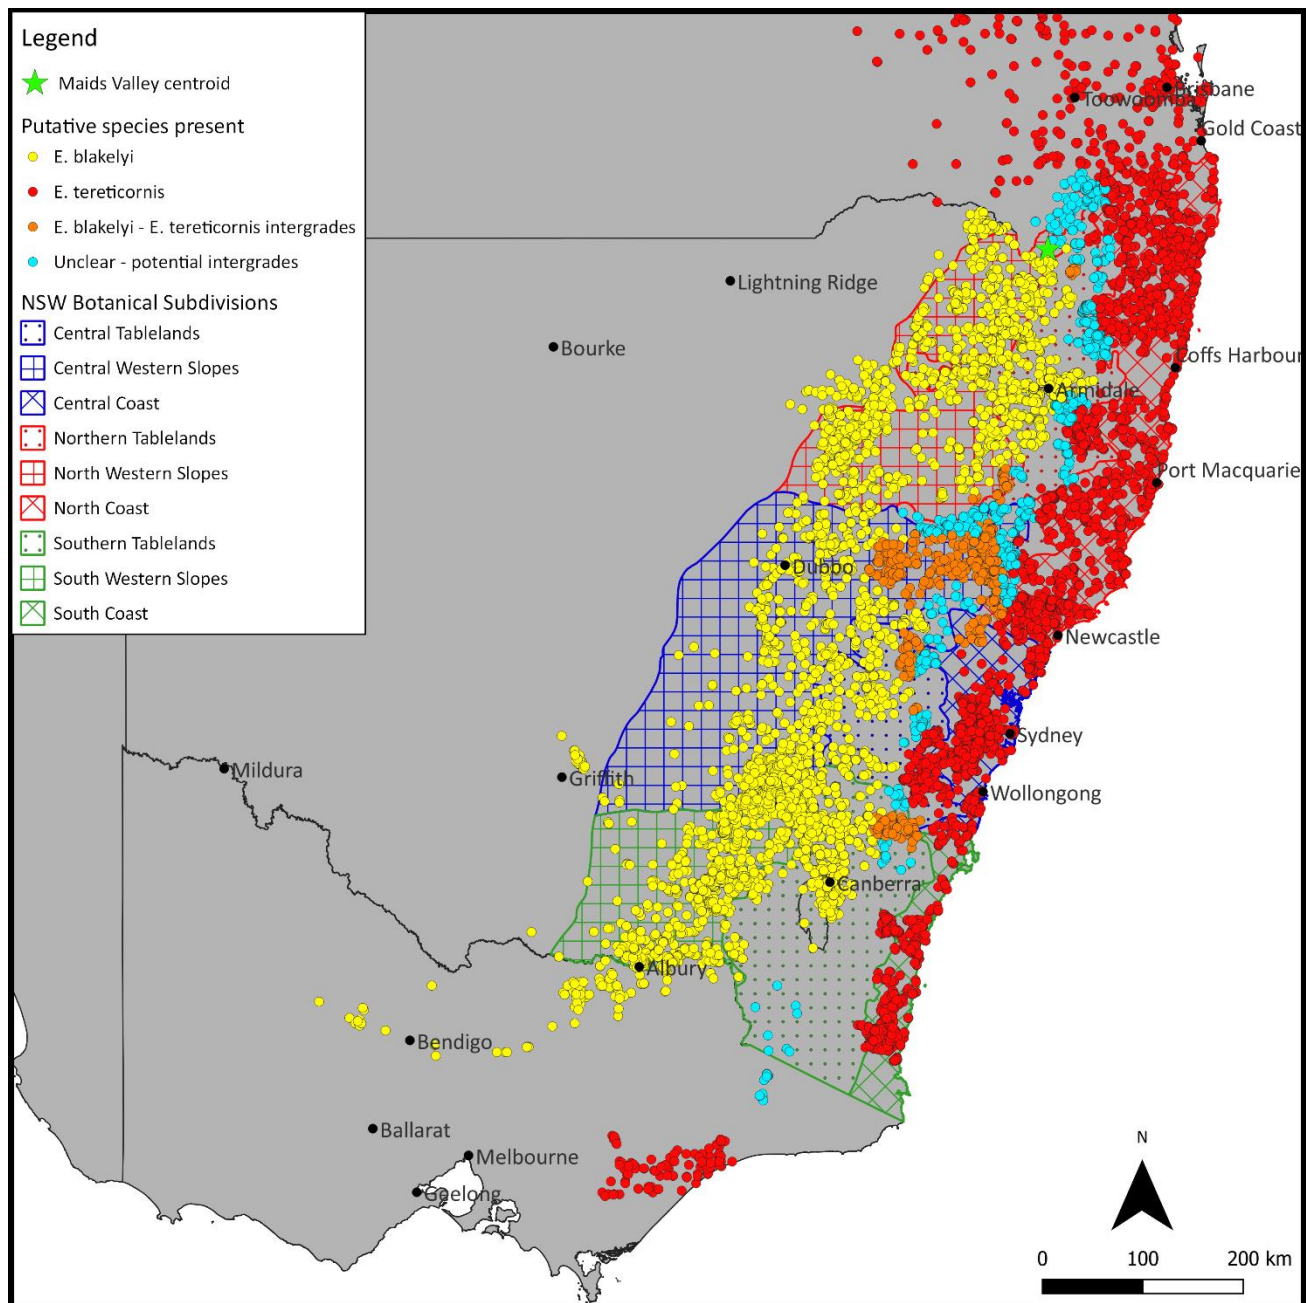 Legend
Maids Valley centroid
Putative species present
E. blakelyi
E. tereticornis
E. blakelyi - E. tereticornis intergrades
Unclear - potential intergrades
NSW Botanical Subdivisions
Central Tablelands
Central Western Slopes
Central Coast
Northern Tablelands
North Western Slopes
North Coast
Southern Tablelands
South Western Slopes
South Coast
Brisbane
Toowoomba
Gold Coast
Lightning Ridge
Bourke
Coffs Harbour
Armidale
Port Macquarie
Dubbo
Newcastle
Sydney
Mildura
Griffith
Wollongong
Canberra
Albury
Bendigo
Ballarat
Melbourne
Geelong
N
0 100 200 km